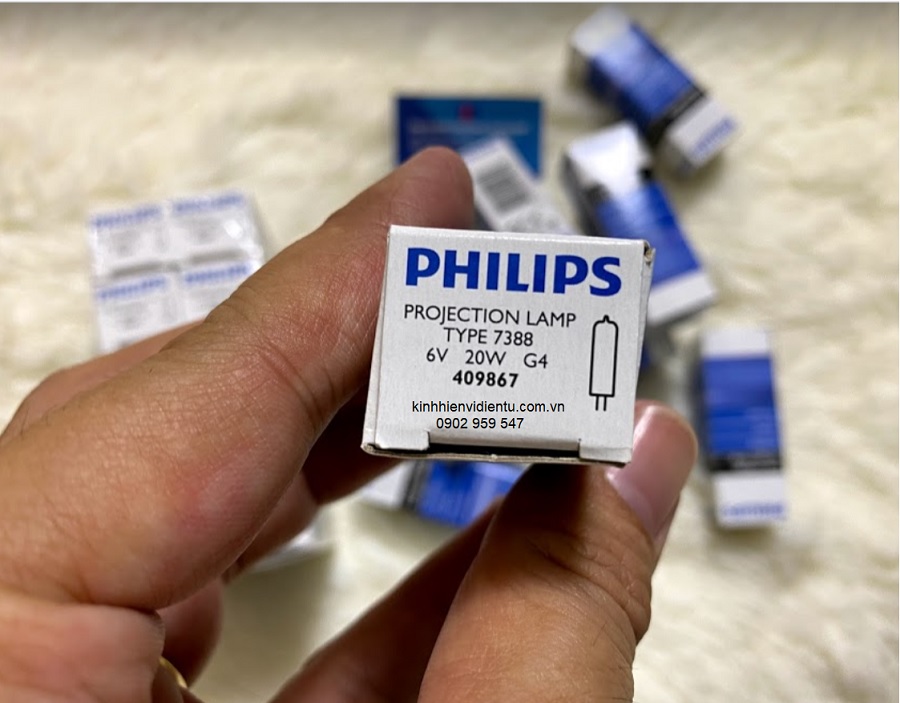 PHILIPS
PROJECTION LAMP
TYPE 7388
6V 20W G4
409867
kinhhienvidientu.com.vn
0902 959 547